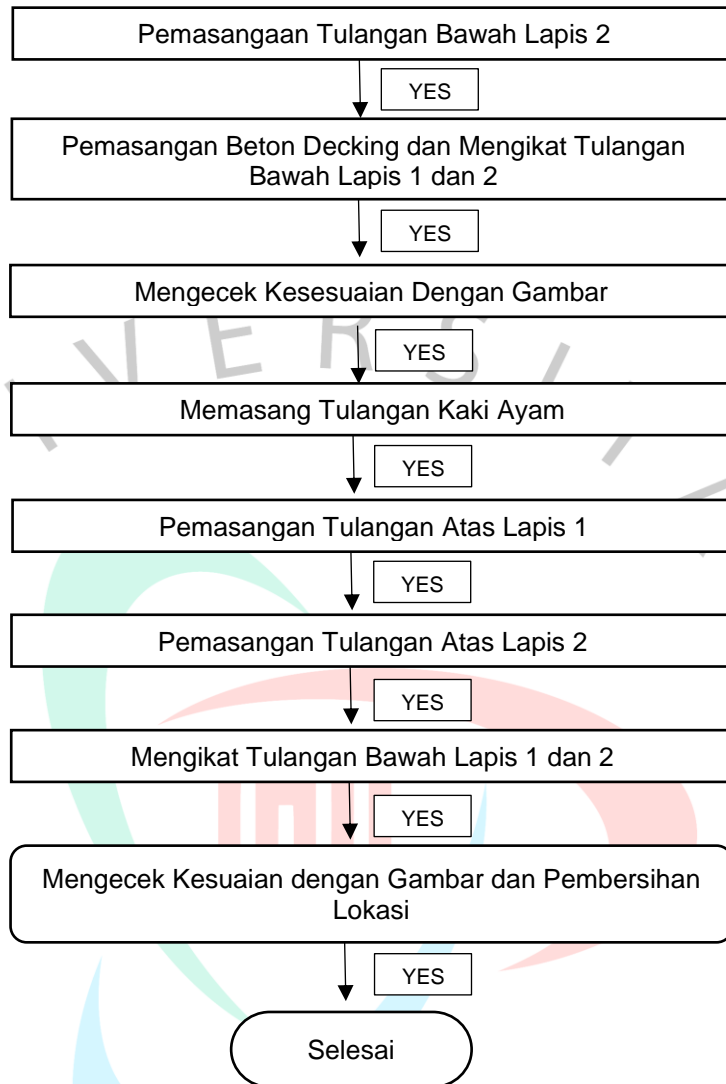 Pemasangaan Tulangan Bawah Lapis 2
YES
Pemasangan Beton Decking dan Mengikat Tulangan
Bawah Lapis 1 dan 2
YES
Mengecek Kesesuaian Dengan Gambar
YES
Memasang Tulangan Kaki Ayam
YES
Pemasangan Tulangan Atas Lapis 1
YES
Pemasangan Tulangan Atas Lapis 2
YES
Mengikat Tulangan Bawah Lapis 1 dan 2
YES
Mengecek Kesuaian dengan Gambar dan Pembersihan
Lokasi
YES
Selesai